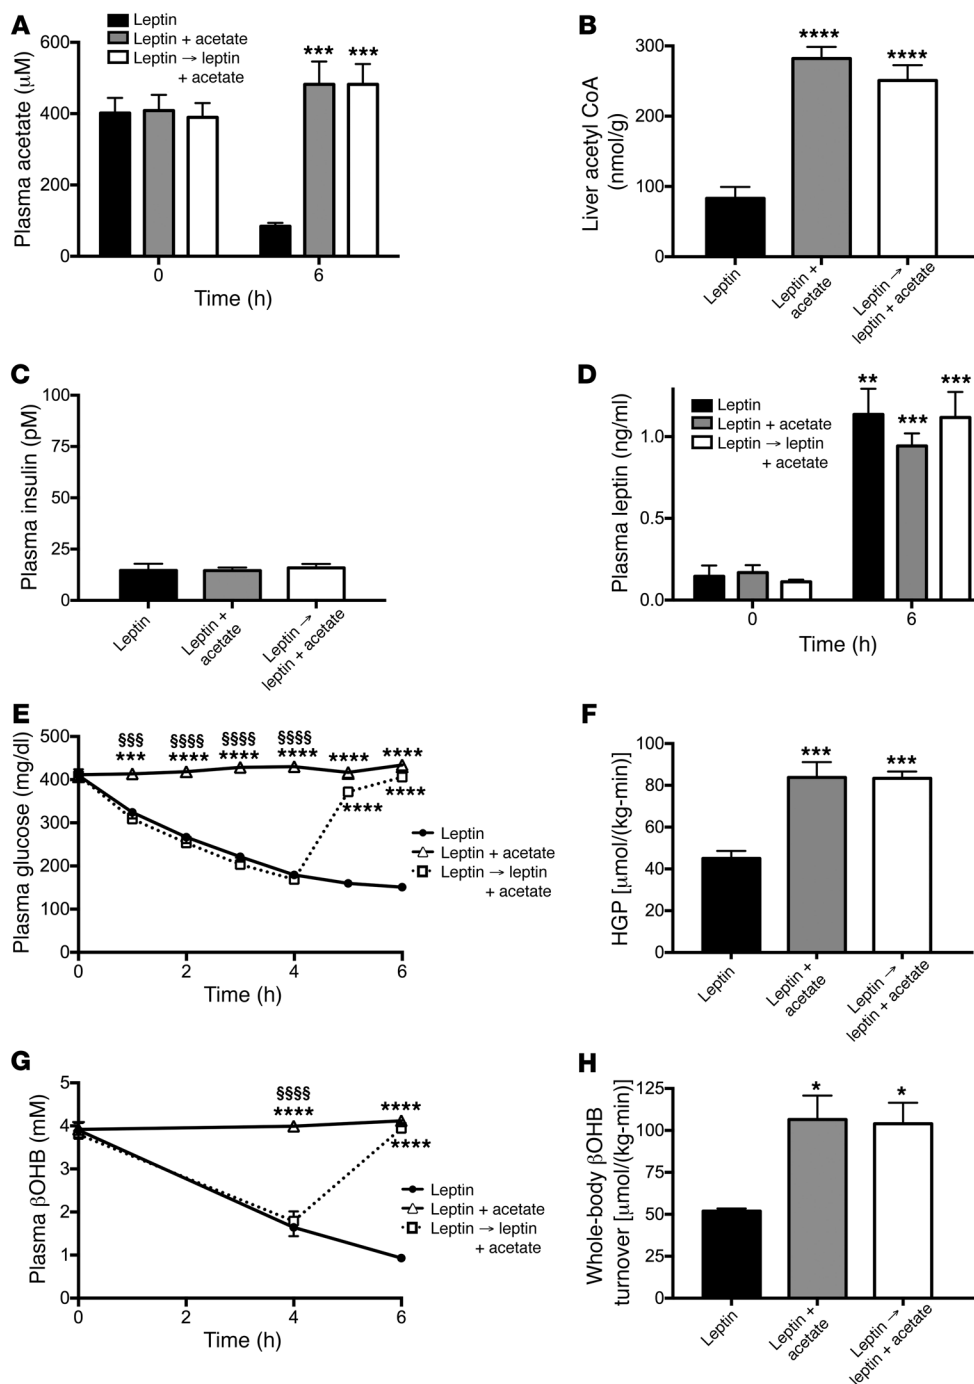 A
Leptin
Leptin + acetate
Leptin → leptin
+ acetate
Plasma acetate (μM)
600
400
200
0
*** ***
0 6
Time (h)
B
Liver acetyl CoA
(nmol/g)
300
200
100
0
**** ****
Leptin
Leptin +
acetate
Leptin →
leptin + acetate
C
Plasma insulin (pM)
100
75
50
25
0
Leptin
Leptin +
acetate
Leptin →
leptin + acetate
D
Plasma leptin (ng/ml)
1.0
0.5
0.0
Leptin
Leptin + acetate
Leptin → leptin
+ acetate
** *** ***
0 6
Time (h)
E
Plasma glucose (mg/dl)
500
400
300
200
100
0
§§§ §§§§ §§§§ §§§§
*** **** **** **** **** ****
**** ****
Leptin
Leptin + acetate
Leptin → leptin
+ acetate
0 2 4 6
Time (h)
F
HGP [μmol/(kg-min)]
100
80
60
40
20
0
*** ***
Leptin
Leptin +
acetate
Leptin →
leptin + acetate
G
Plasma βOHB (mM)
5
4
3
2
1
0
§§§§
**** ****
****
Leptin
Leptin + acetate
Leptin → leptin
+ acetate
0 2 4 6
Time (h)
H
Whole-body βOHB
turnover [μmol/(kg-min)]
125
100
75
50
25
0
* *
Leptin
Leptin +
acetate
Leptin →
leptin + acetate